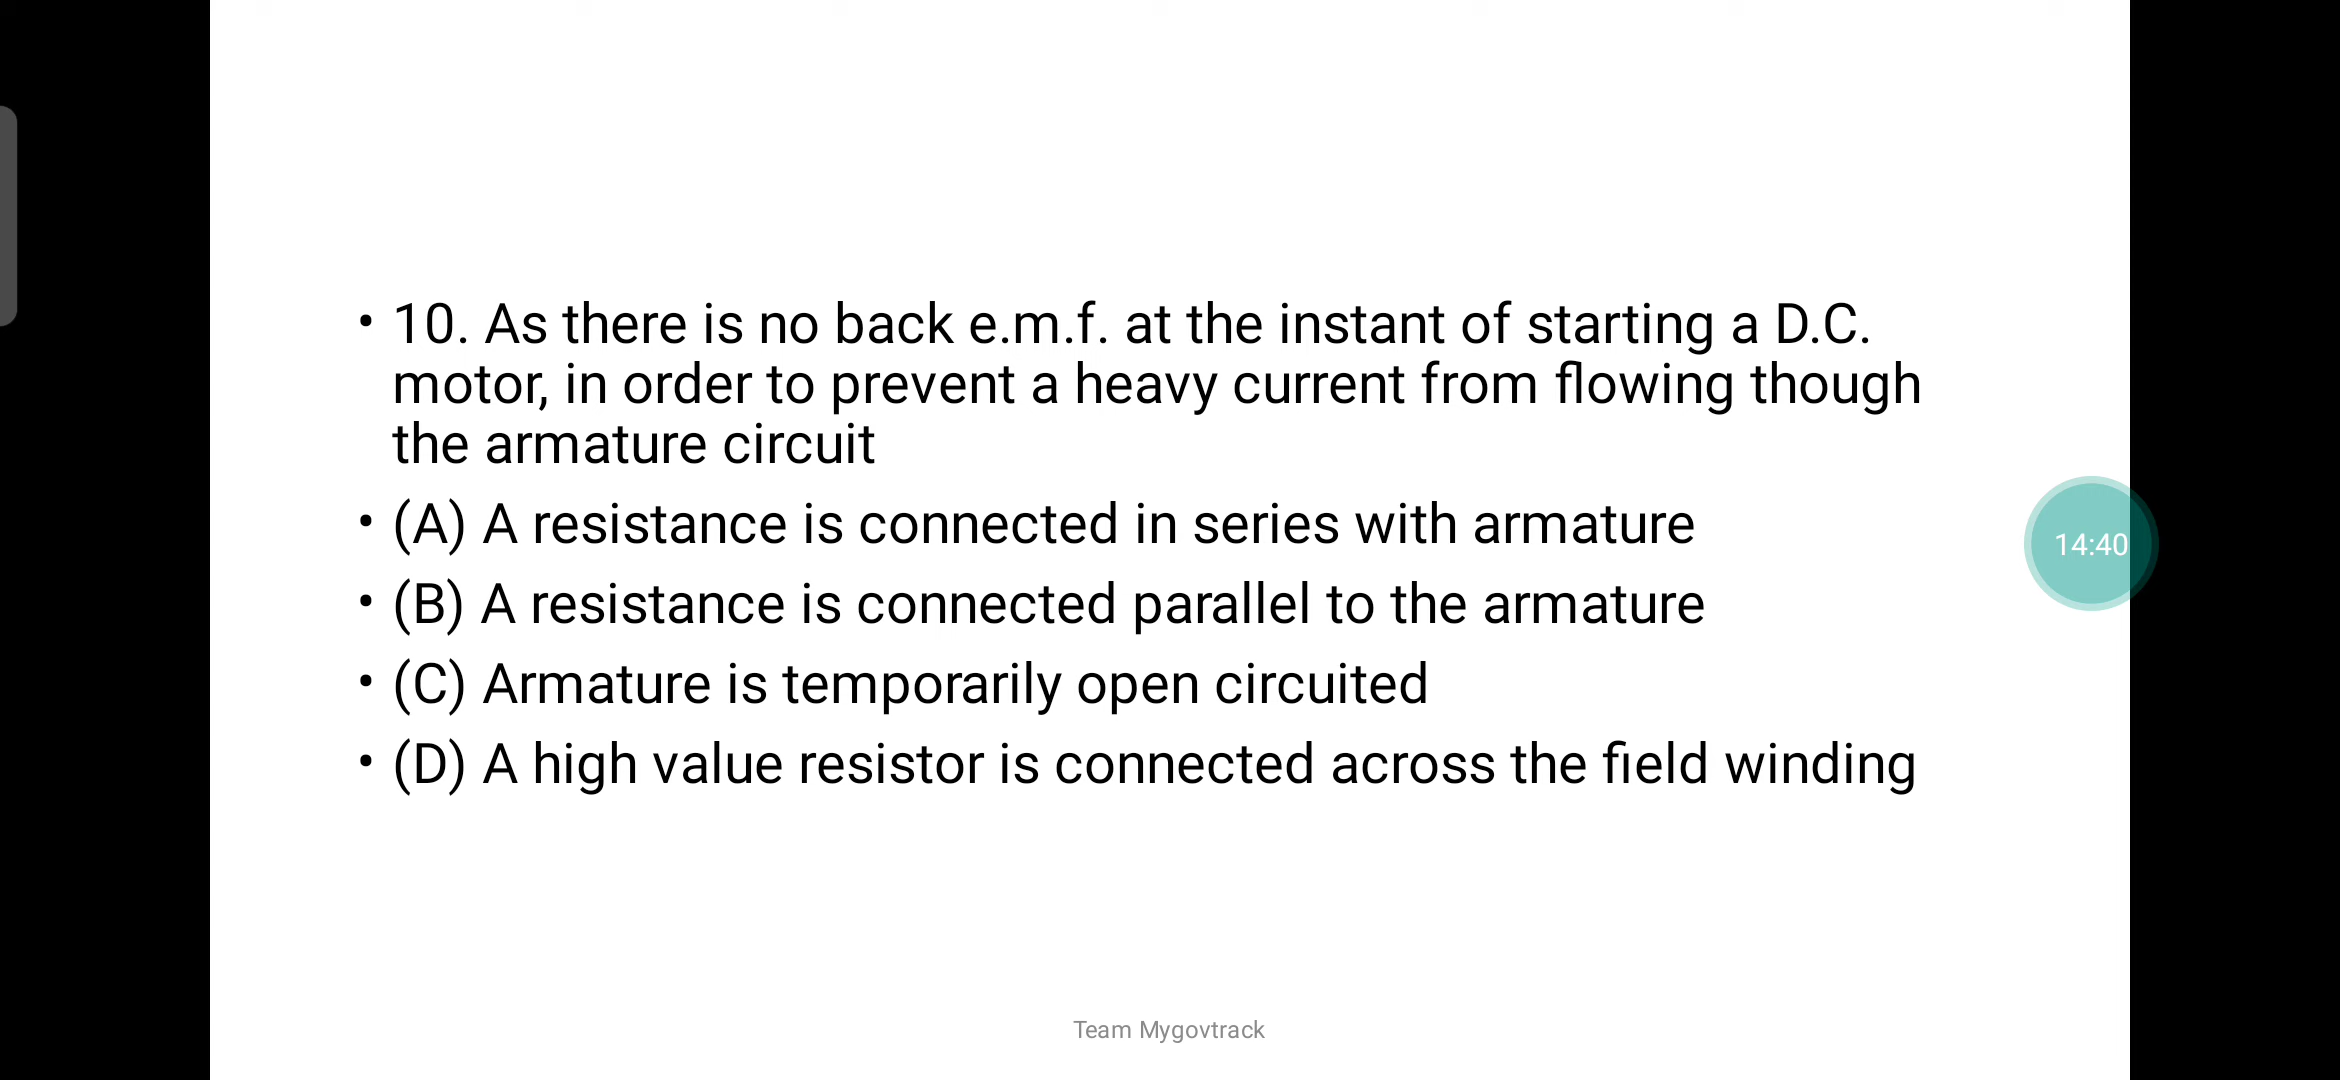 • 10. As there is no back e.m.f. at the instant of starting a D.C.
motor, in order to prevent a heavy current from flowing though
the armature circuit
• (A) A resistance is connected in series with armature
• (B) A resistance is connected parallel to the armature
• (C) Armature is temporarily open circuited
• (D) A high value resistor is connected across the field winding
14:40
Team Mygovtrack